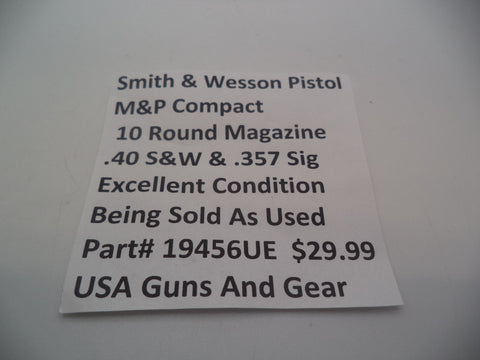 Smith & Wesson Pistol
M&P Compact
10 Round Magazine
.40 S&W & .357 Sig
Excellent Condition
Being Sold As Used
Part# 19456UE $29.99
USA Guns And Gear